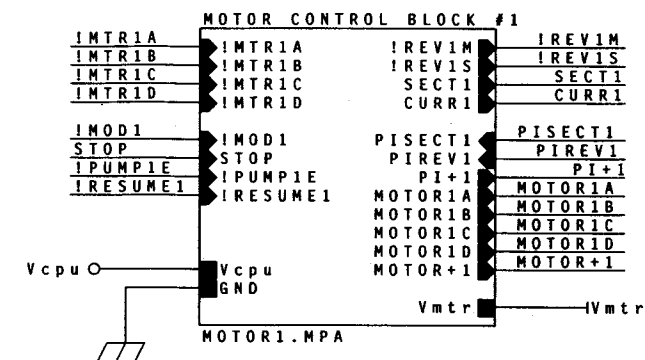 MOTOR CONTROL BLOCK #1
!MTR1A !MTR1A !REV1M !REV1M
!MTR1B !MTR1B !REV1S !REV1S
!MTR1C !MTR1C SECT1 SECT1
!MTR1D !MTR1D CURR1 CURR1
!MOD1 !MOD1 PISECT1 PISECT1
STOP STOP PIREV1 PIREV1
!PUMP1E !PUMP1E PI+1 PI+1
!RESUME1 !RESUME1 MOTOR1A MOTOR1A
MOTOR1B MOTOR1B
MOTOR1C MOTOR1C
MOTOR1D MOTOR1D
Vcpu Vcpu MOTOR+1 MOTOR+1
GND
Vmtr Vmtr
MOTOR1.MPA